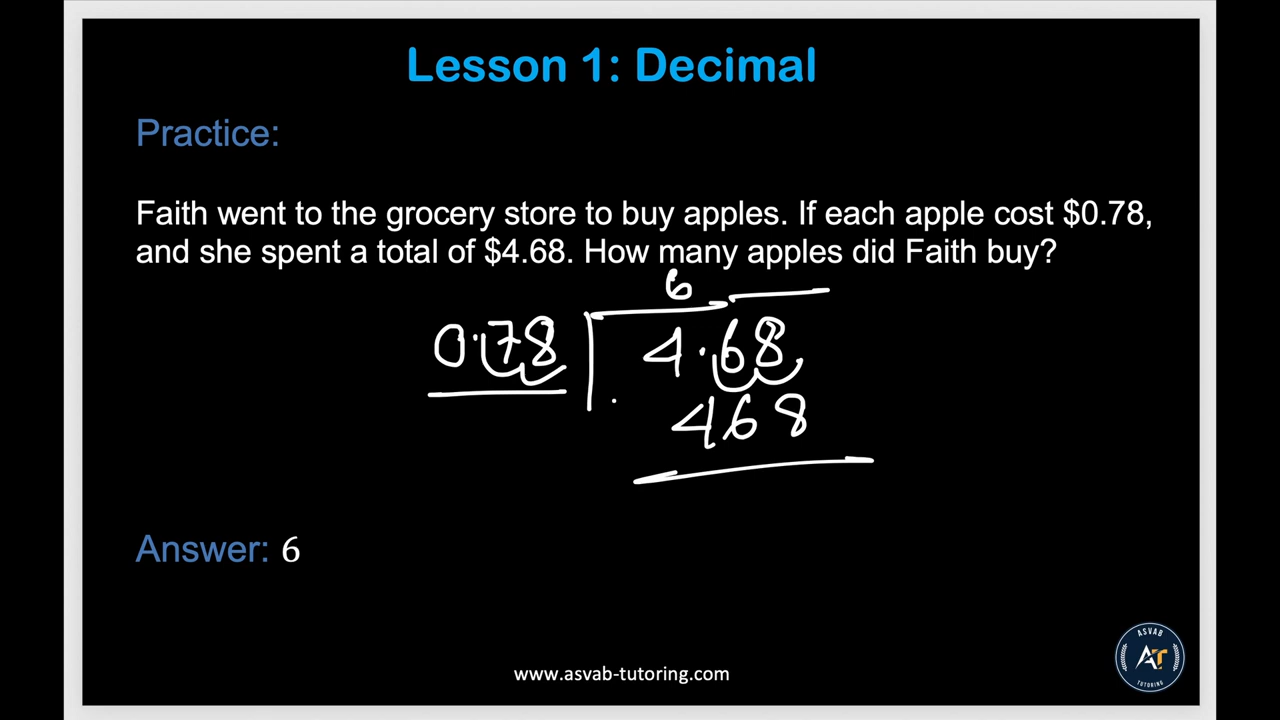 Lesson 1: Decimal
Practice:
Faith went to the grocery store to buy apples. If each apple cost $0.78,
and she spent a total of $4.68. How many apples did Faith buy?
6
0.78 4.68
468
Answer: 6
ASVAB
AT
TUTORING
www.asvab-tutoring.com